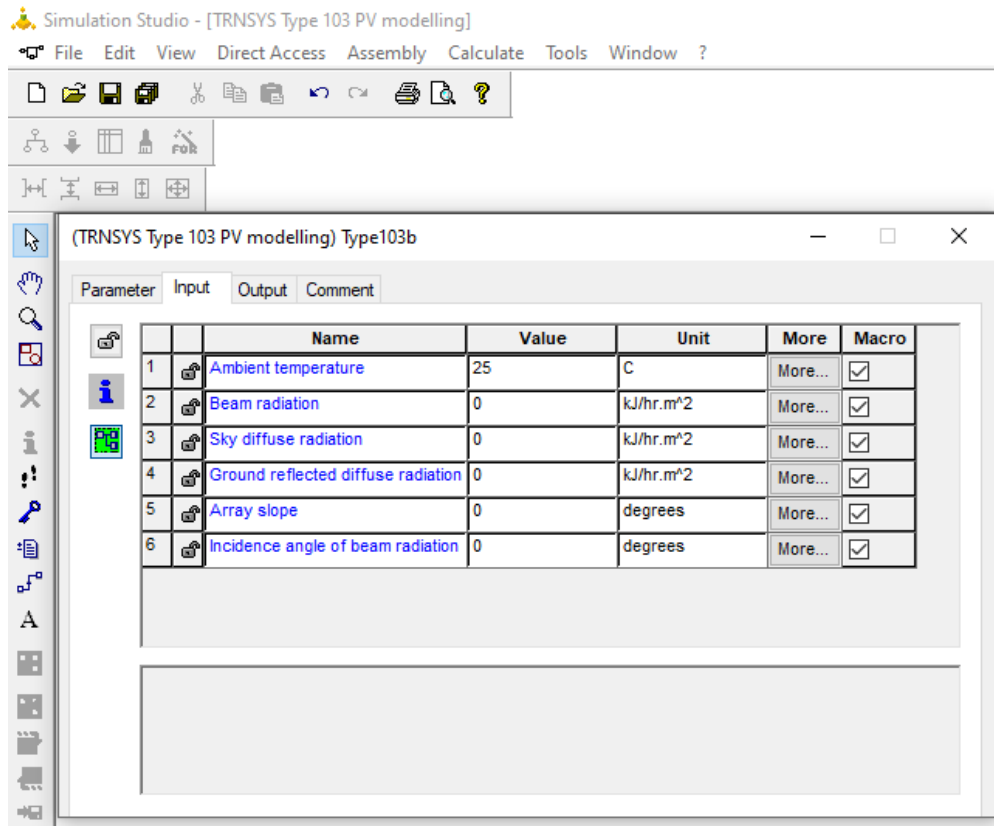 Simulation Studio - [TRNSYS Type 103 PV modelling]
File Edit View Direct Access Assembly Calculate Tools Window ?
FOR
(TRNSYS Type 103 PV modelling) Type103b
Parameter Input Output Comment
Name Value Unit More Macro
1 Ambient temperature 25 C More...
2 Beam radiation 0 kJ/hr.m^2 More...
3 Sky diffuse radiation 0 kJ/hr.m^2 More...
4 Ground reflected diffuse radiation 0 kJ/hr.m^2 More...
5 Array slope 0 degrees More...
6 Incidence angle of beam radiation 0 degrees More...
A